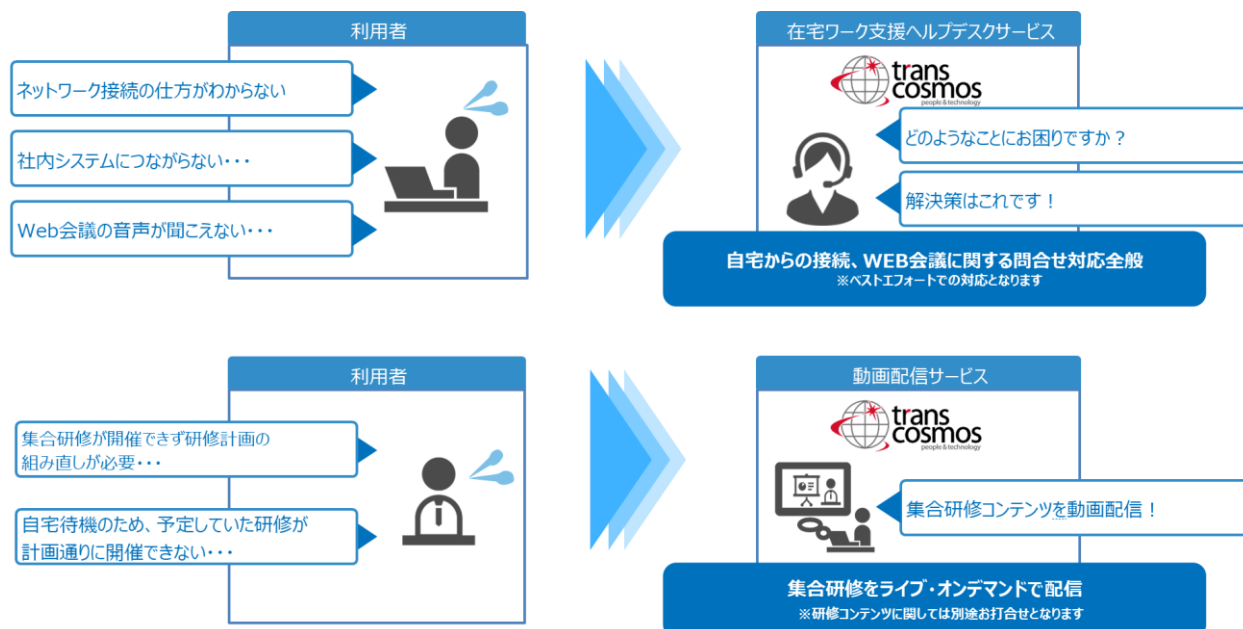 利用者
ネットワーク接続の仕方がわからない
社内システムにつながらない・・・
Web会議の音声が聞こえない・・・
在宅ワーク支援ヘルプデスクサービス
trans
cosmos
people & technology
どのようなことにお困りですか？
解決策はこれです！
自宅からの接続、WEB会議に関する問合せ対応全般
※ベストエフォートでの対応となります
利用者
集合研修が開催できず研修計画の
組み直しが必要・・・
自宅待機のため、予定していた研修が
計画通りに開催できない・・・
動画配信サービス
trans
cosmos
people & technology
集合研修コンテンツを動画配信！
集合研修をライブ・オンデマンドで配信
※研修コンテンツに関しては別途お打合せとなります